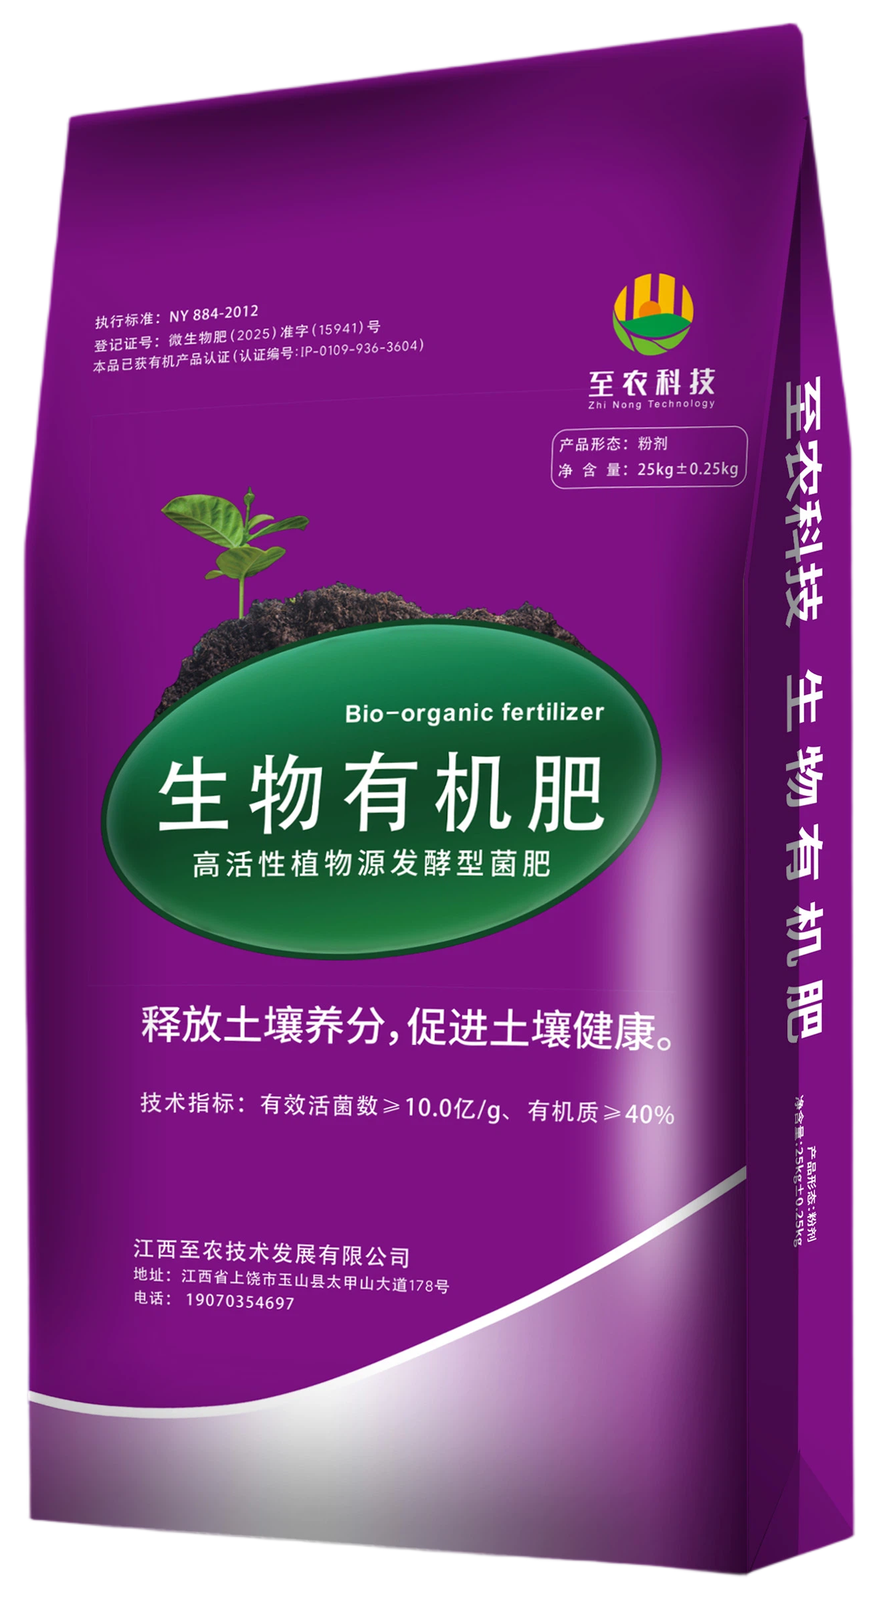 执行标准：NY 884-2012
登记证号：微生物肥(2025)准字(15941)号
本品已获有机产品认证(认证编号:IP-0109-936-3604)
至农科技
Zhi Nong Technology
产品形态：粉剂
净 含 量：25kg±0.25kg
Bio-organic fertilizer
生物有机肥
高活性植物源发酵型菌肥
释放土壤养分，促进土壤健康。
技术指标：有效活菌数≥10.0亿/g、有机质≥40%
江西至农技术发展有限公司
地址：江西省上饶市玉山县太甲山大道178号
电话： 19070354697
至农科技 生物有机肥
产品形态：粉剂
净含量：25kg±0.25kg